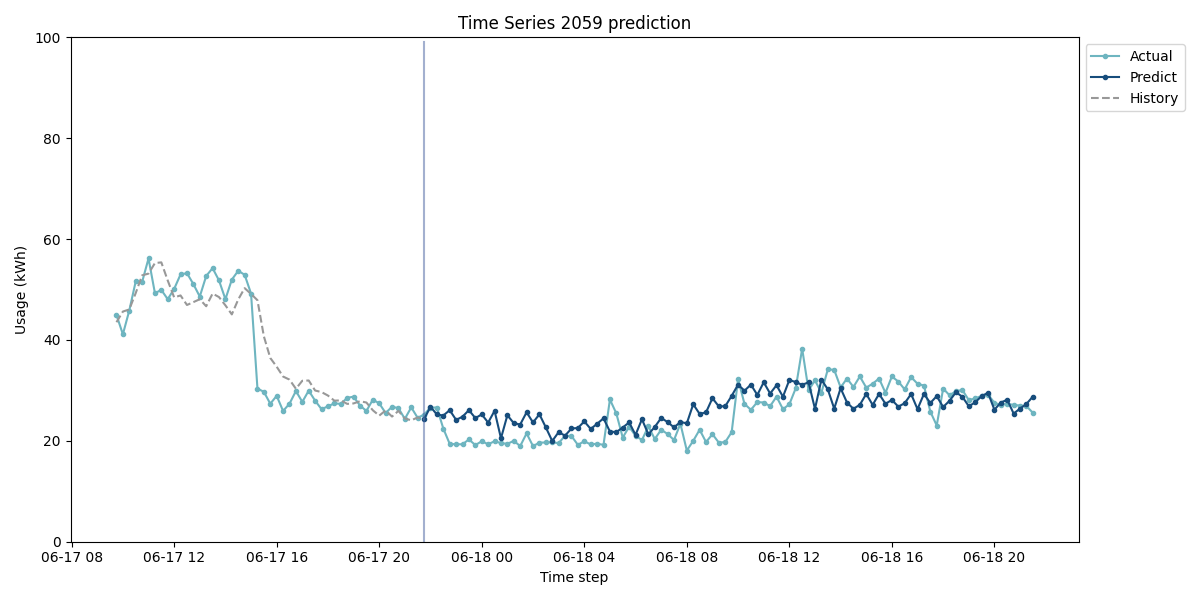 Time Series 2059 prediction
Usage (kWh)
100
80
60
40
20
0
06-17 08
06-17 12
06-17 16
06-17 20
06-18 00
06-18 04
06-18 08
06-18 12
06-18 16
06-18 20
Time step
Actual
Predict
History